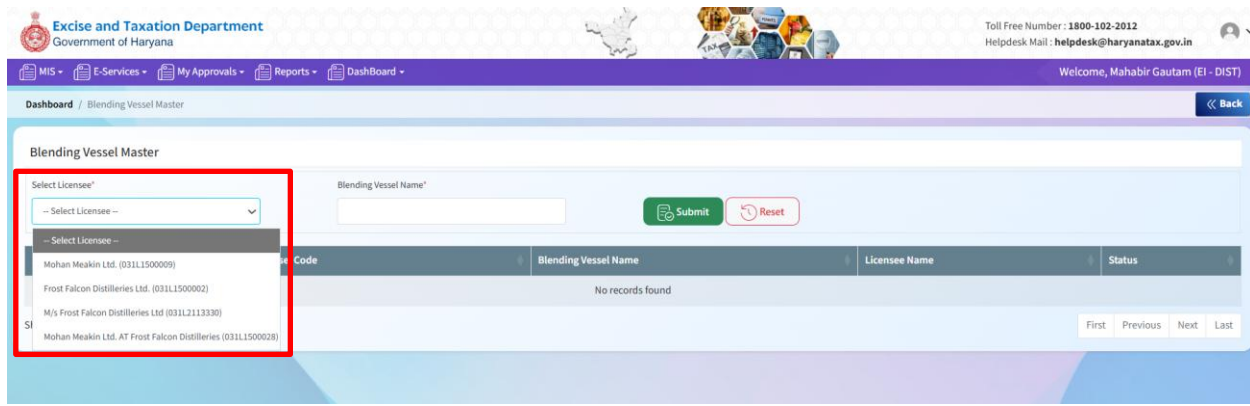 Excise and Taxation Department
Government of Haryana
TAX
Toll Free Number : 1800-102-2012
Helpdesk Mail : helpdesk@haryanatax.gov.in
MIS E-Services My Approvals Reports DashBoard Welcome, Mahabir Gautam (EI - DIST)
Dashboard / Blending Vessel Master Back
Blending Vessel Master
Select Licensee* Blending Vessel Name*
-- Select Licensee -- Submit Reset
-- Select Licensee --
Code Blending Vessel Name Licensee Name Status
Mohan Meakin Ltd. (031L1500009)
Frost Falcon Distilleries Ltd. (031L1500002) No records found
M/s Frost Falcon Distilleries Ltd (031L2113330)
First Previous Next Last
Mohan Meakin Ltd. AT Frost Falcon Distilleries (031L1500028)